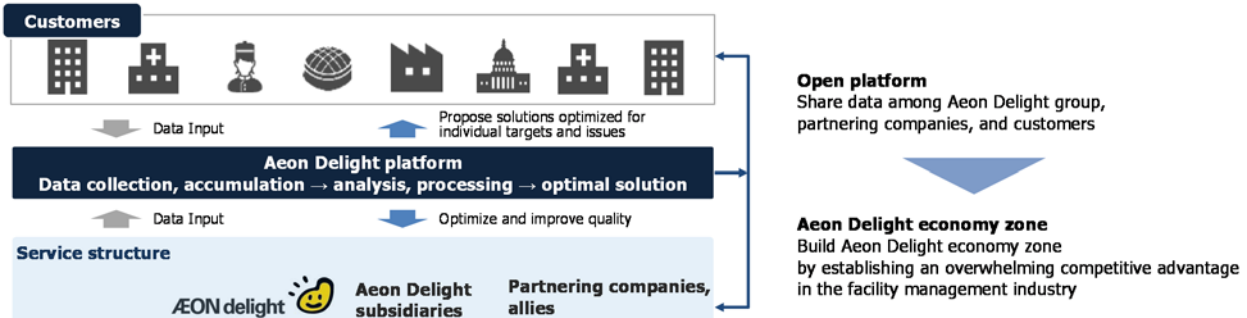 Customers
Data Input
Propose solutions optimized for
individual targets and issues
Aeon Delight platform
Data collection, accumulation → analysis, processing → optimal solution
Data Input
Optimize and improve quality
Service structure
ÆON delight
Aeon Delight
subsidiaries
Partnering companies,
allies
Open platform
Share data among Aeon Delight group,
partnering companies, and customers
Aeon Delight economy zone
Build Aeon Delight economy zone
by establishing an overwhelming competitive advantage
in the facility management industry